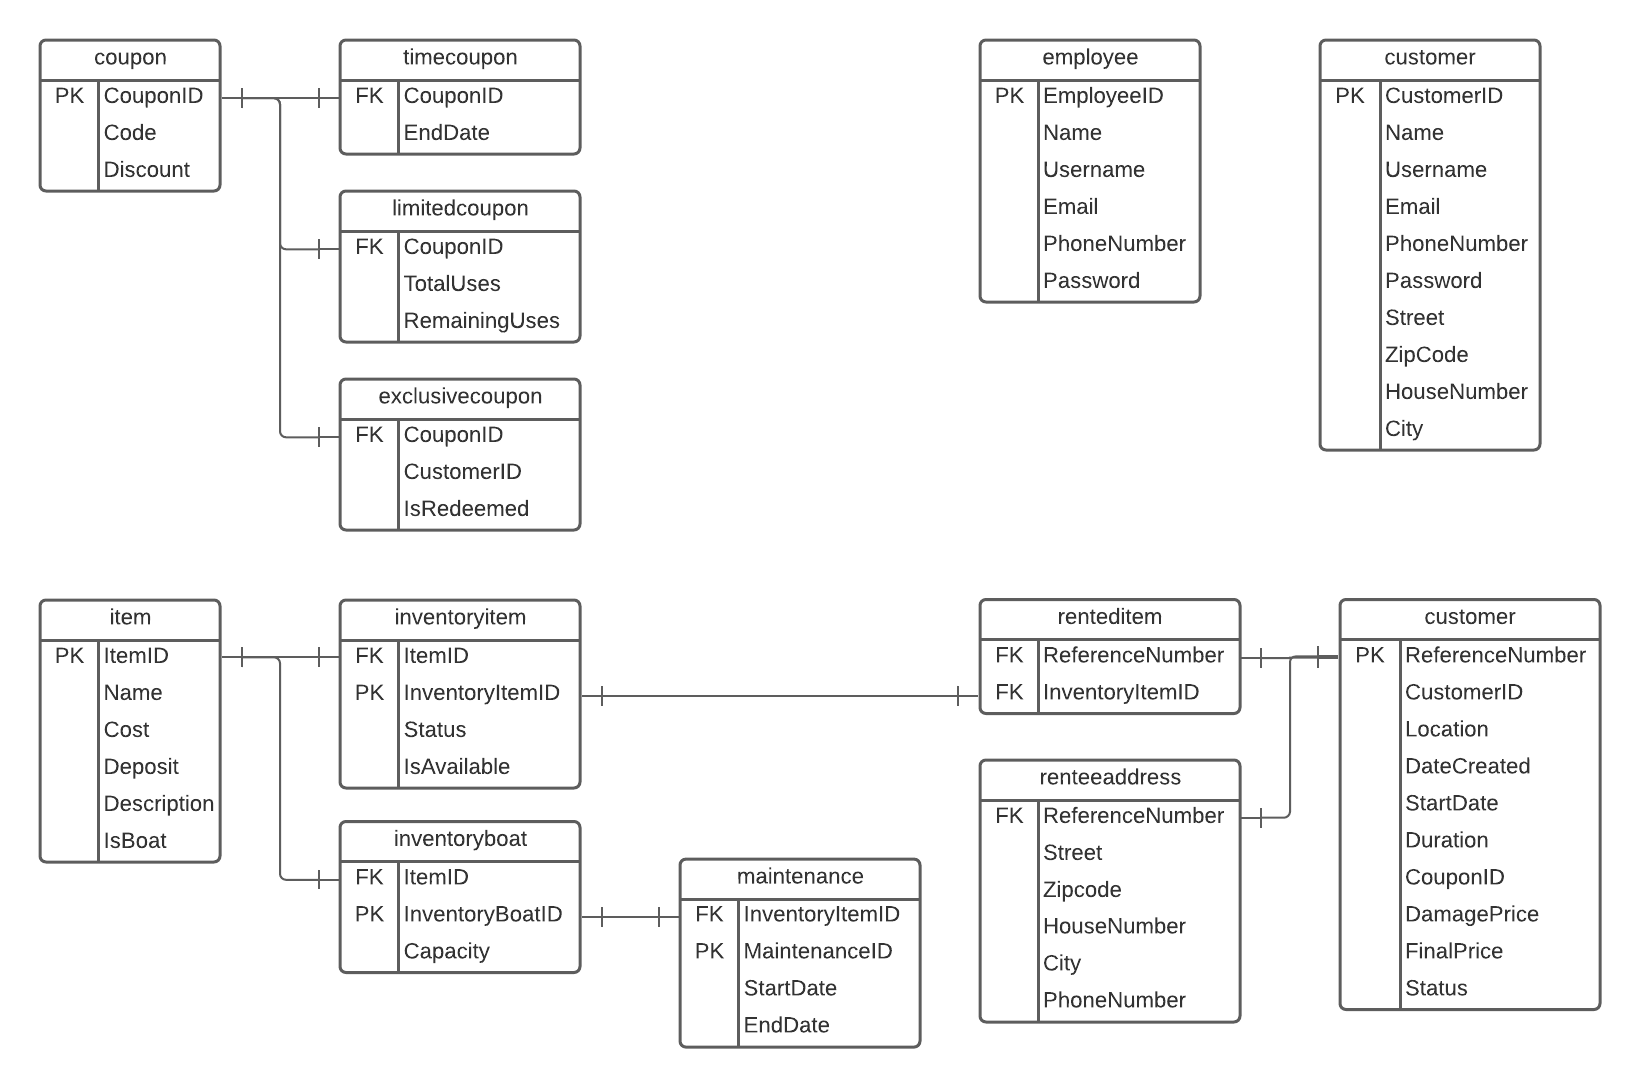 coupon
PK CouponID
Code
Discount
timecoupon
FK CouponID
EndDate
limitedcoupon
FK CouponID
TotalUses
RemainingUses
exclusivecoupon
FK CouponID
CustomerID
IsRedeemed
employee
PK EmployeeID
Name
Username
Email
PhoneNumber
Password
customer
PK CustomerID
Name
Username
Email
PhoneNumber
Password
Street
ZipCode
HouseNumber
City
item
PK ItemID
Name
Cost
Deposit
Description
IsBoat
inventoryitem
FK ItemID
PK InventoryItemID
Status
IsAvailable
inventoryboat
FK ItemID
PK InventoryBoatID
Capacity
maintenance
FK InventoryItemID
PK MaintenanceID
StartDate
EndDate
renteditem
FK ReferenceNumber
FK InventoryItemID
renteeaddress
FK ReferenceNumber
Street
Zipcode
HouseNumber
City
PhoneNumber
customer
PK ReferenceNumber
CustomerID
Location
DateCreated
StartDate
Duration
CouponID
DamagePrice
FinalPrice
Status